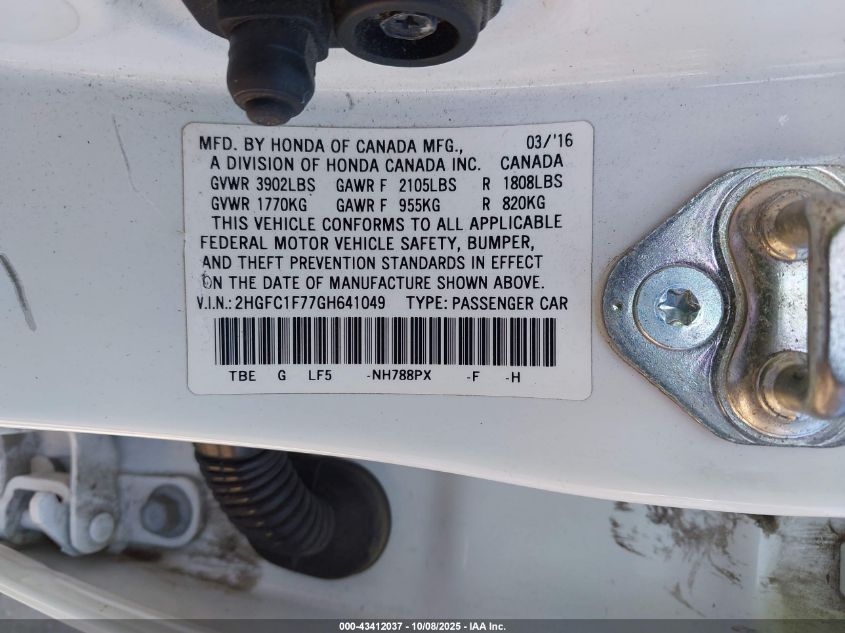 MFD. BY HONDA OF CANADA MFG., 03/'16
A DIVISION OF HONDA CANADA INC. CANADA
GVWR 3902LBS GAWR F 2105LBS R 1808LBS
GVWR 1770KG GAWR F 955KG R 820KG
THIS VEHICLE CONFORMS TO ALL APPLICABLE
FEDERAL MOTOR VEHICLE SAFETY, BUMPER,
AND THEFT PREVENTION STANDARDS IN EFFECT
ON THE DATE OF MANUFACTURE SHOWN ABOVE.
V.I.N.: 2HGFC1F77GH641049 TYPE: PASSENGER CAR
TBE G LF5 -NH788PX -F -H
000-43412037 - 10/08/2025 - IAA Inc.